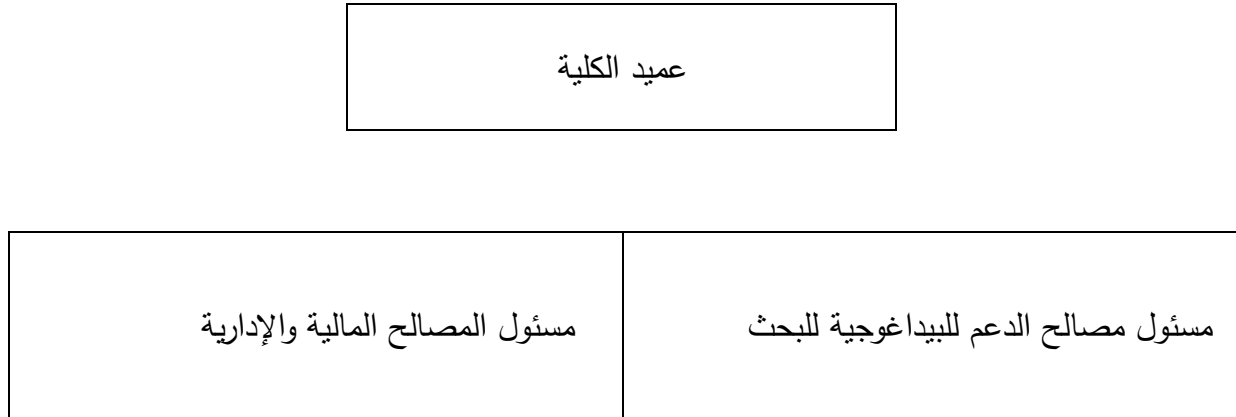 عميد الكلية
مسئول مصالح الدعم للبيداغوجية للبحث
مسئول المصالح المالية والإدارية